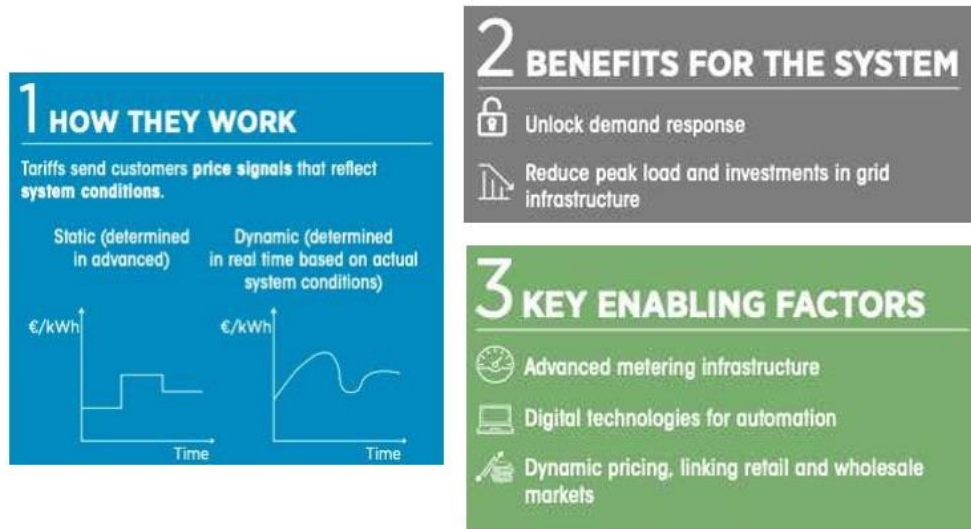 1 HOW THEY WORK
Tariffs send customers price signals that reflect
system conditions.
Static (determined
in advanced)
Dynamic (determined
in real time based on actual
system conditions)
€/kWh
Time
€/kWh
Time
2 BENEFITS FOR THE SYSTEM
Unlock demand response
Reduce peak load and investments in grid
infrastructure
3 KEY ENABLING FACTORS
Advanced metering infrastructure
Digital technologies for automation
Dynamic pricing, linking retail and wholesale
markets